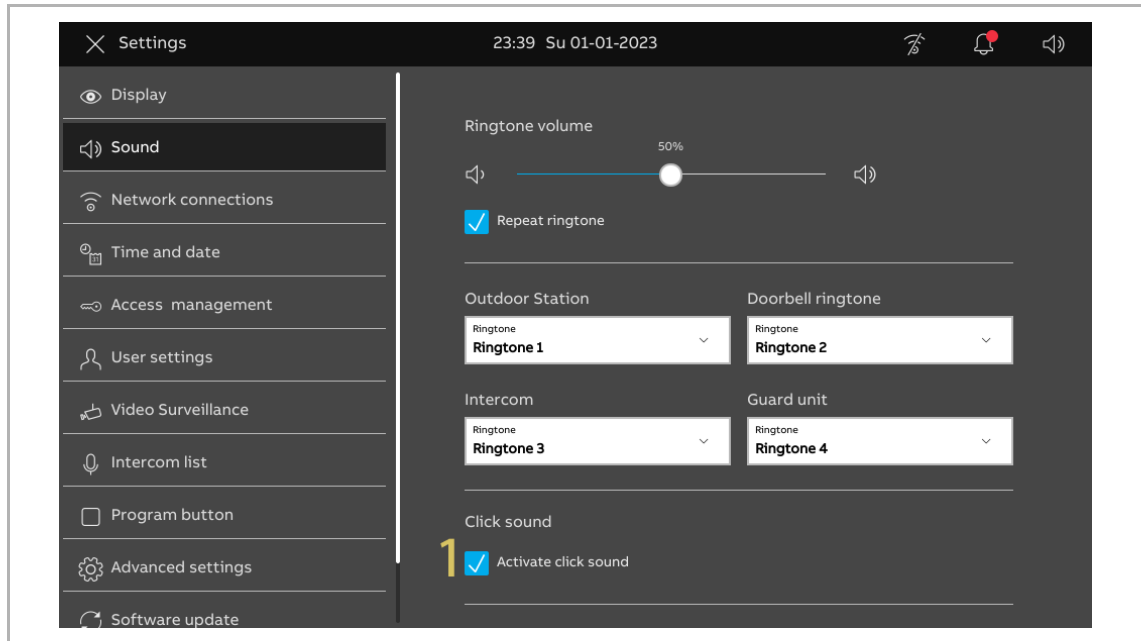 Settings
23:39 Su 01-01-2023
Display
Sound
Network connections
Time and date
Access management
User settings
Video Surveillance
Intercom list
Program button
Advanced settings
Software update
Ringtone volume
50%
Repeat ringtone
Outdoor Station
Ringtone
Ringtone 1
Doorbell ringtone
Ringtone
Ringtone 2
Intercom
Ringtone
Ringtone 3
Guard unit
Ringtone
Ringtone 4
Click sound
1
Activate click sound